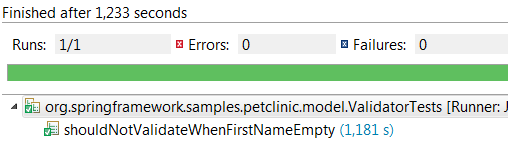 Finished after 1,233 seconds
Runs: 1/1 Errors: 0 Failures: 0
org.springframework.samples.petclinic.model.ValidatorTests [Runner: J
shouldNotValidateWhenFirstNameEmpty (1,181 s)